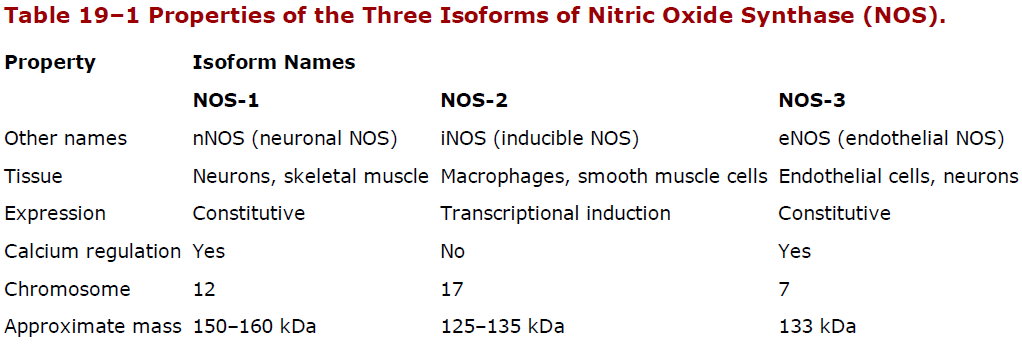 Table 19–1 Properties of the Three Isoforms of Nitric Oxide Synthase (NOS).
Property Isoform Names
NOS-1 NOS-2 NOS-3
Other names nNOS (neuronal NOS) iNOS (inducible NOS) eNOS (endothelial NOS)
Tissue Neurons, skeletal muscle Macrophages, smooth muscle cells Endothelial cells, neurons
Expression Constitutive Transcriptional induction Constitutive
Calcium regulation Yes No Yes
Chromosome 12 17 7
Approximate mass 150–160 kDa 125–135 kDa 133 kDa